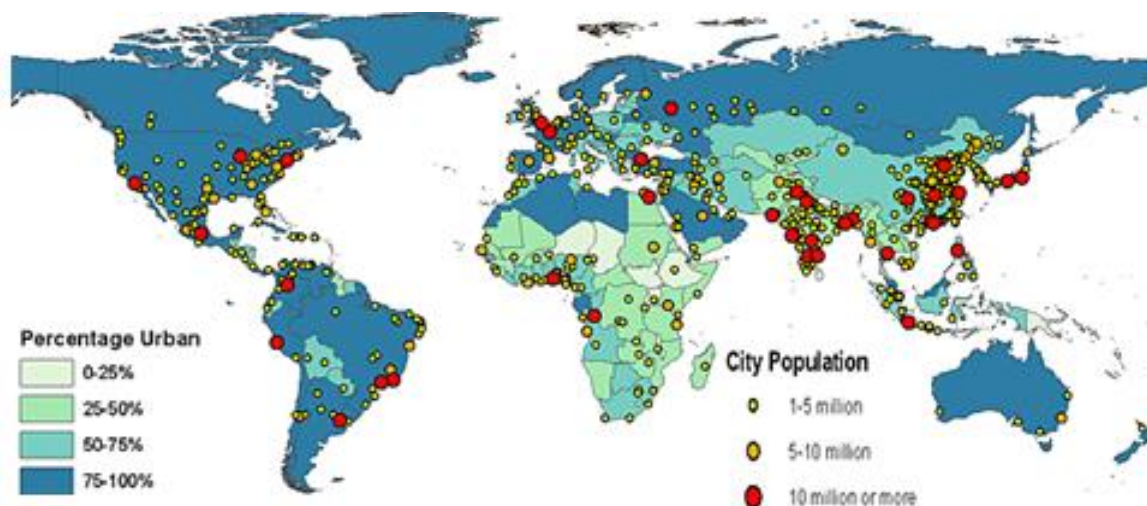 Percentage Urban
0-25%
25-50%
50-75%
75-100%
City Population
1-5 million
5-10 million
10 million or more